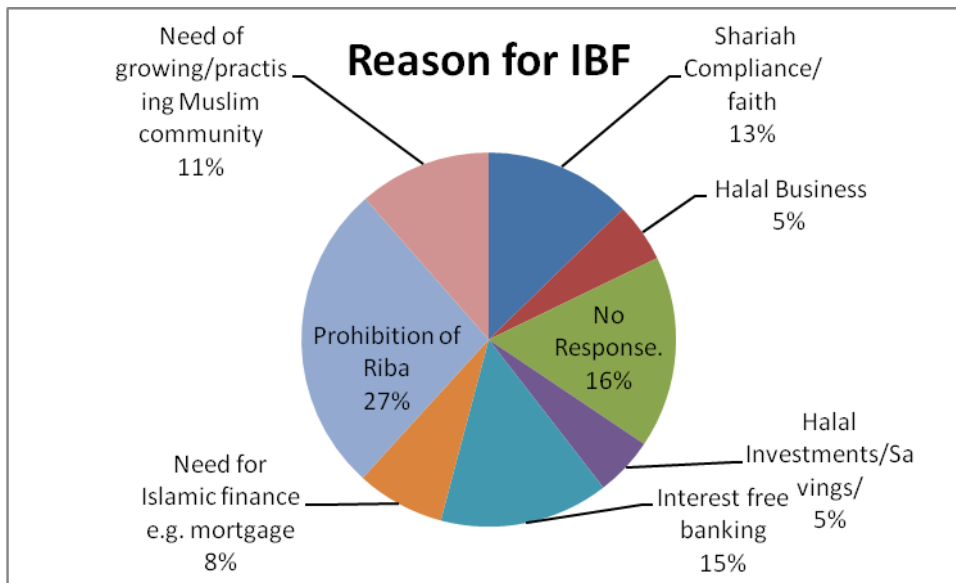 Reason for IBF
Shariah
Compliance/
faith
13%
Halal Business
5%
No
Response.
16%
Halal
Investments/Sa
vings/
5%
Interest free
banking
15%
Need for
Islamic finance
e.g. mortgage
8%
Prohibition of
Riba
27%
Need of
growing/practis
ing Muslim
community
11%